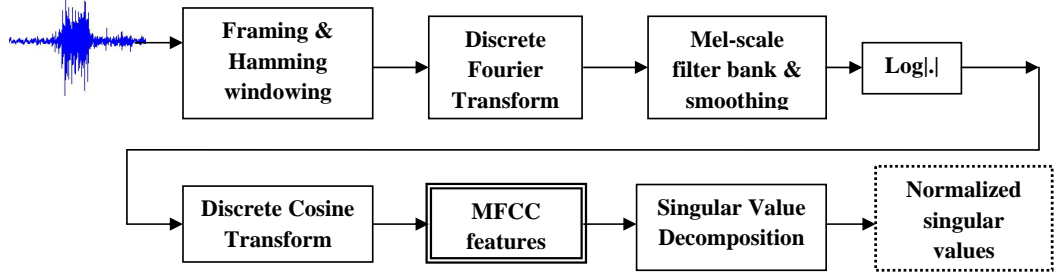 Framing &
Hamming
windowing
Discrete
Fourier
Transform
Mel-scale
filter bank &
smoothing
Log|.|
Discrete Cosine
Transform
MFCC
features
Singular Value
Decomposition
Normalized
singular
values